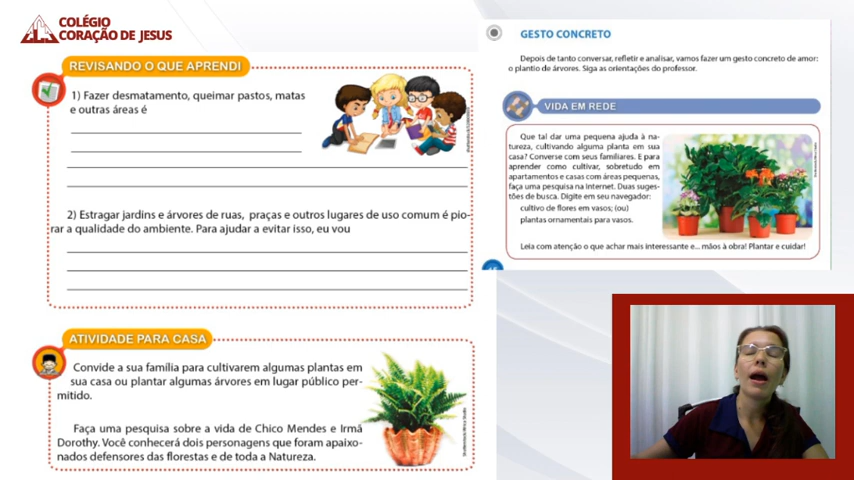 COLÉGIO
CORAÇÃO DE JESUS
REVISANDO O QUE APRENDI
1) Fazer desmatamento, queimar pastos, matas
e outras áreas é
2) Estragar jardins e árvores de ruas, praças e outros lugares de uso comum é pio-
rar a qualidade do ambiente. Para ajudar a evitar isso, eu vou
ATIVIDADE PARA CASA
Convide a sua família para cultivarem algumas plantas em
sua casa ou plantar algumas árvores em lugar público per-
mitido.
Faça uma pesquisa sobre a vida de Chico Mendes e Irmã
Dorothy. Você conhecerá dois personagens que foram apaixo-
nados defensores das florestas e de toda a Natureza.
GESTO CONCRETO
Depois de tanto conversar, refletir e analisar, vamos fazer um gesto concreto de amor:
o plantio de árvores. Siga as orientações do professor.
VIDA EM REDE
Que tal dar uma pequena ajuda à na-
tureza, cultivando alguma planta em sua
casa? Converse com seus familiares. E para
aprender como cultivar, sobretudo em
apartamentos e casas com áreas pequenas,
faça uma pesquisa na Internet. Duas suges-
tões de busca. Digite em seu navegador:
cultivo de flores em vasos; (ou)
plantas ornamentais para vasos.
Leia com atenção o que achar mais interessante e... mãos à obra! Plantar e cuidar!